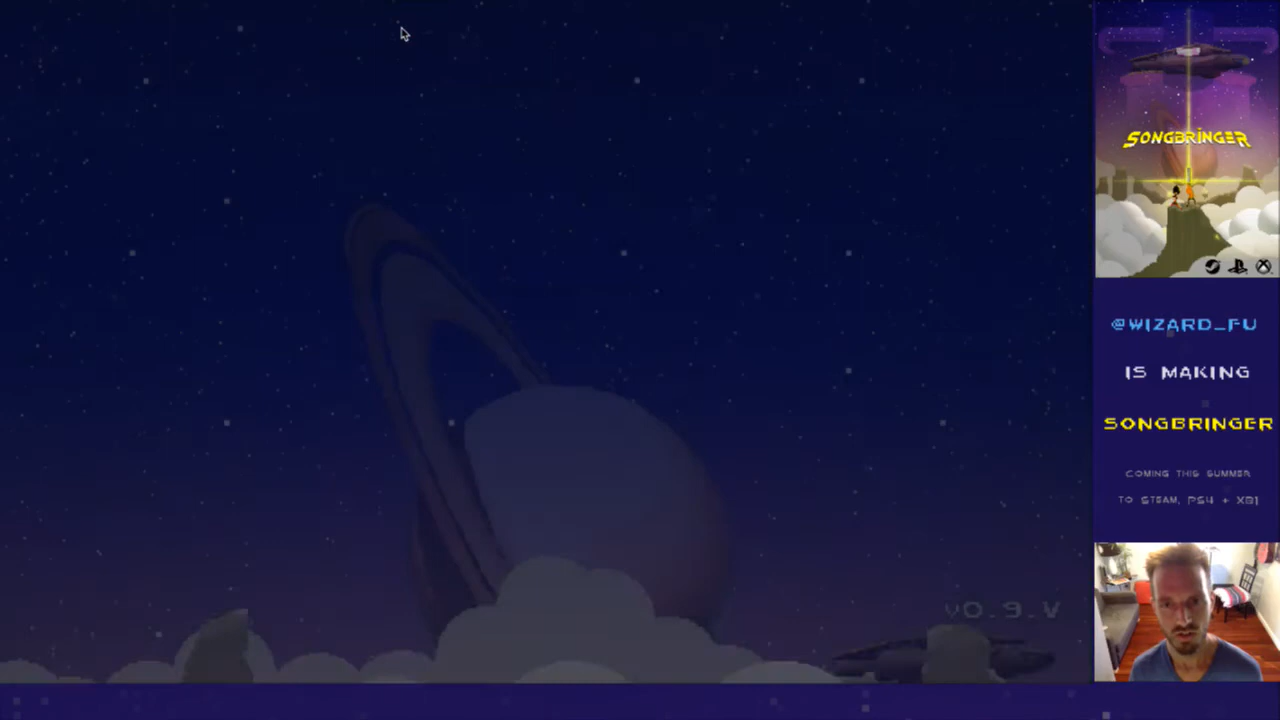 SONGBRINGER
@WIZARD_FU
IS MAKING
SONGBRINGER
COMING THIS SUMMER
TO STEAM, PS4 + XB1
V0.9.V